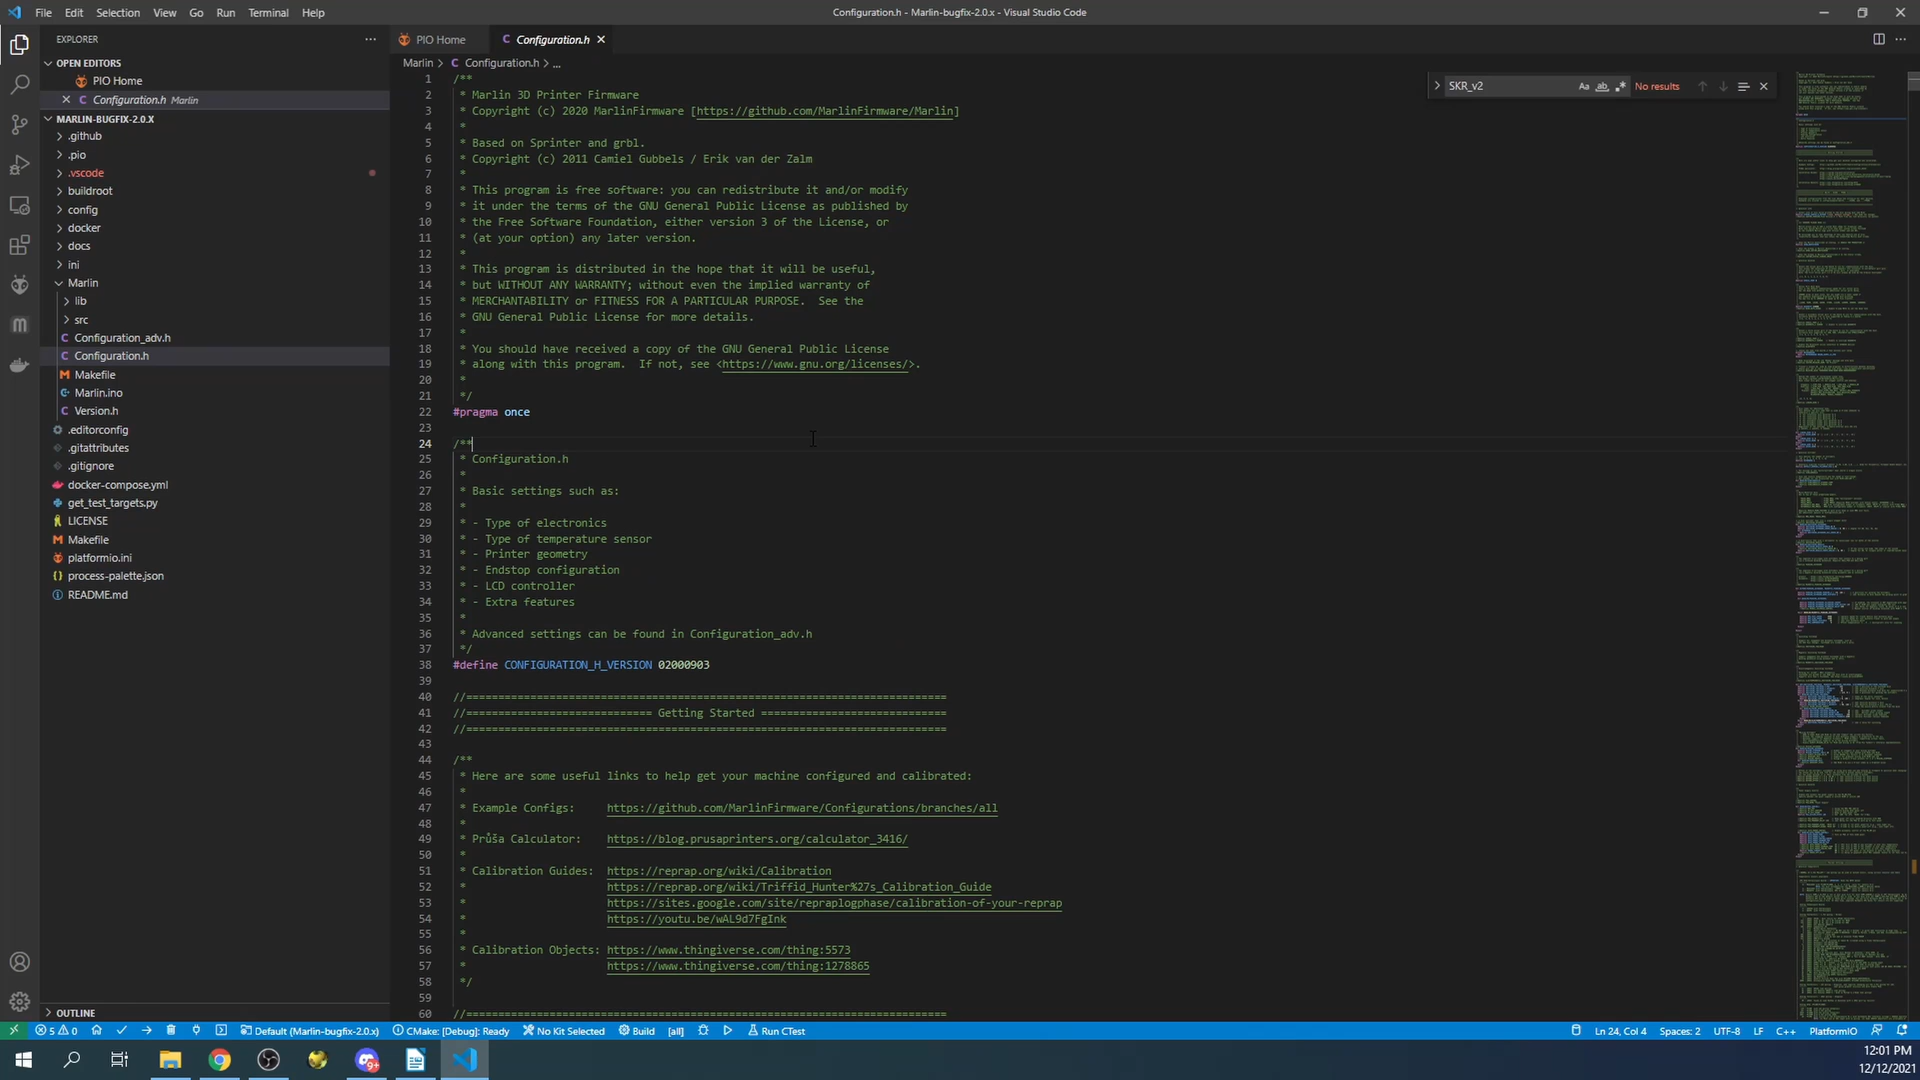 File Edit Selection View Go Run Terminal Help
Configuration.h - Marlin-bugfix-2.0.x - Visual Studio Code
EXPLORER
OPEN EDITORS
PIO Home
Configuration.h Marlin
MARLIN-BUGFIX-2.0.X
.github
.pio
.vscode
buildroot
config
docker
docs
ini
Marlin
lib
src
Configuration_adv.h
Configuration.h
Makefile
Marlin.ino
Version.h
.editorconfig
.gitattributes
.gitignore
docker-compose.yml
get_test_targets.py
LICENSE
Makefile
platformio.ini
process-palette.json
README.md
OUTLINE
PIO Home
Configuration.h
Marlin > C Configuration.h > ...
SKR_v2
No results
1 /**
2 * Marlin 3D Printer Firmware
3 * Copyright (c) 2020 MarlinFirmware [https://github.com/MarlinFirmware/Marlin]
4 *
5 * Based on Sprinter and grbl.
6 * Copyright (c) 2011 Camiel Gubbels / Erik van der Zalm
7 *
8 * This program is free software: you can redistribute it and/or modify
9 * it under the terms of the GNU General Public License as published by
10 * the Free Software Foundation, either version 3 of the License, or
11 * (at your option) any later version.
12 *
13 * This program is distributed in the hope that it will be useful,
14 * but WITHOUT ANY WARRANTY; without even the implied warranty of
15 * MERCHANTABILITY or FITNESS FOR A PARTICULAR PURPOSE.  See the
16 * GNU General Public License for more details.
17 *
18 * You should have received a copy of the GNU General Public License
19 * along with this program.  If not, see <https://www.gnu.org/licenses/>.
20 *
21 */
22 #pragma once
23
24 /**
25 * Configuration.h
26 *
27 * Basic settings such as:
28 *
29 * - Type of electronics
30 * - Type of temperature sensor
31 * - Printer geometry
32 * - Endstop configuration
33 * - LCD controller
34 * - Extra features
35 *
36 * Advanced settings can be found in Configuration_adv.h
37 */
38 #define CONFIGURATION_H_VERSION 02000903
39
40 //===========================================================================
41 //============================= Getting Started =============================
42 //===========================================================================
43
44 /**
45 * Here are some useful links to help get your machine configured and calibrated:
46 *
47 * Example Configs:     https://github.com/MarlinFirmware/Configurations/branches/all
48 *
49 * Průša Calculator:    https://blog.prusaprinters.org/calculator_3416/
50 *
51 * Calibration Guides:  https://reprap.org/wiki/Calibration
52 *                      https://reprap.org/wiki/Triffid_Hunter%27s_Calibration_Guide
53 *                      https://sites.google.com/site/repraplogphase/calibration-of-your-reprap
54 *                      https://youtu.be/wAL9d7FgInk
55 *
56 * Calibration Objects: https://www.thingiverse.com/thing:5573
57 *                      https://www.thingiverse.com/thing:1278865
58 */
59
60 //===========================================================================
5 0 Default (Marlin-bugfix-2.0.x) CMake: [Debug]: Ready No Kit Selected Build [all] Run CTest
Ln 24, Col 4 Spaces: 2 UTF-8 LF C++ PlatformIO
12:01 PM
12/12/2021